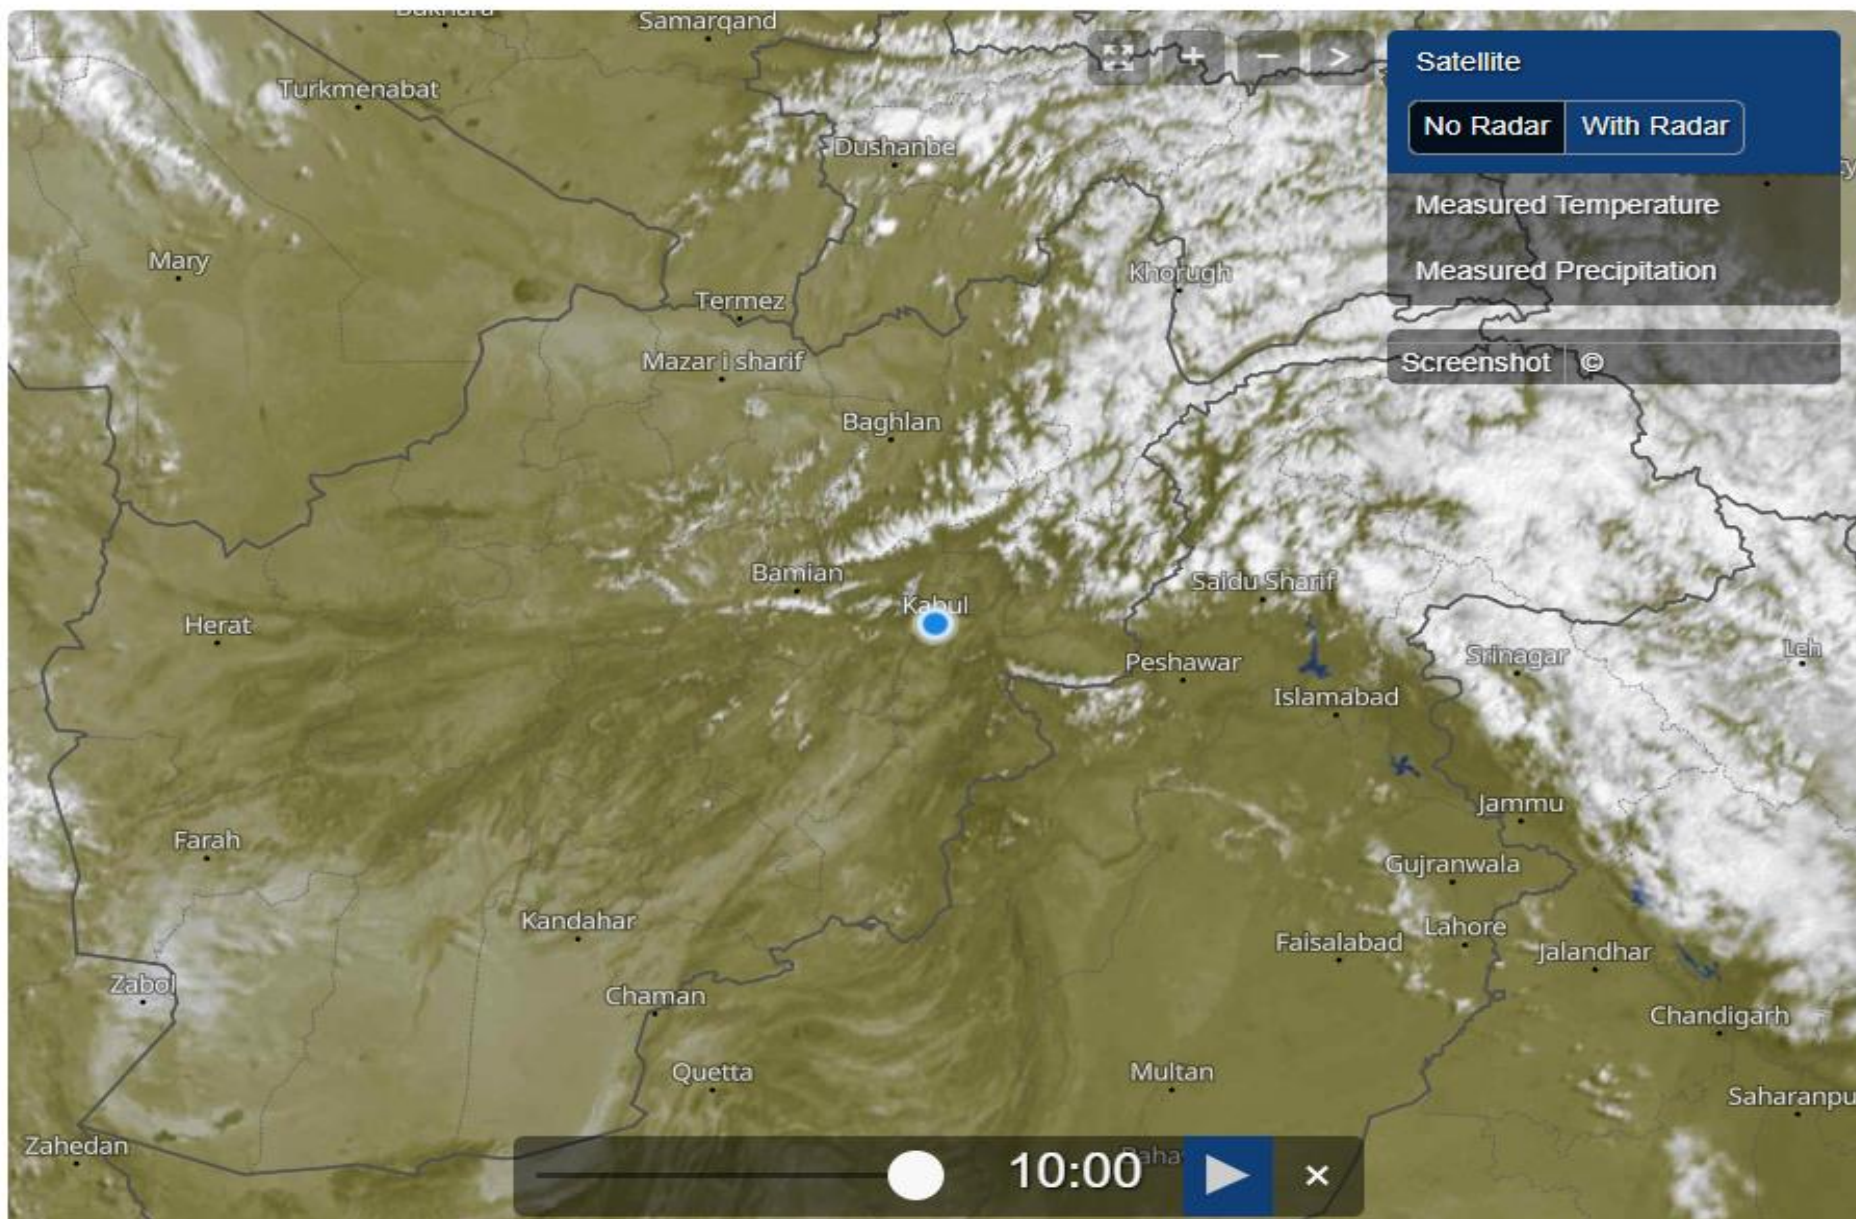 Samarqand
Satellite
Turkmenabat
No Radar
With Radar
Dushanbe
Measured Temperature
Mary
Khorugh
Measured Precipitation
Termez
Mazar i sharif
Screenshot
©
Baghlan
Bamian
Saidu Sharif
Kabul
Herat
Srinagar
Leh
Peshawar
Islamabad
Jammu
Farah
Gujranwala
Kandahar
Lahore
Faisalabad
Jalandhar
Zabol
Chaman
Chandigarh
Quetta
Multan
Saharanpu
Zahedan
10:00